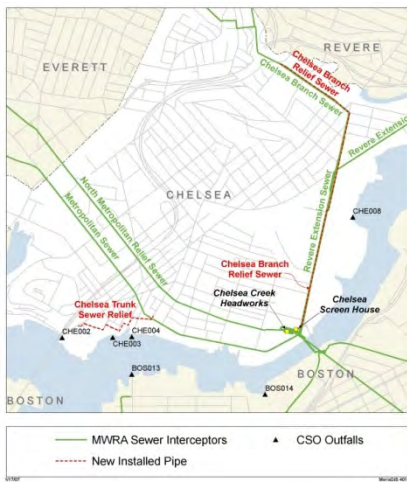 REVERE
EVERETT
Chelsea Branch
Relief Sewer
Chelsea Branch Sewer
Revere Extension
CHELSEA
North Metropolitan Relief Sewer
Metropolitan Sewer
Revere Extension Sewer
CHE008
Chelsea Branch
Relief Sewer
Chelsea Creek
Headworks
Chelsea
Screen House
Chelsea Trunk
Sewer Relief
CHE002
CHE003
CHE004
BOS013
BOSTON
BOS014
BOSTON
MWRA Sewer Interceptors
CSO Outfalls
New Installed Pipe